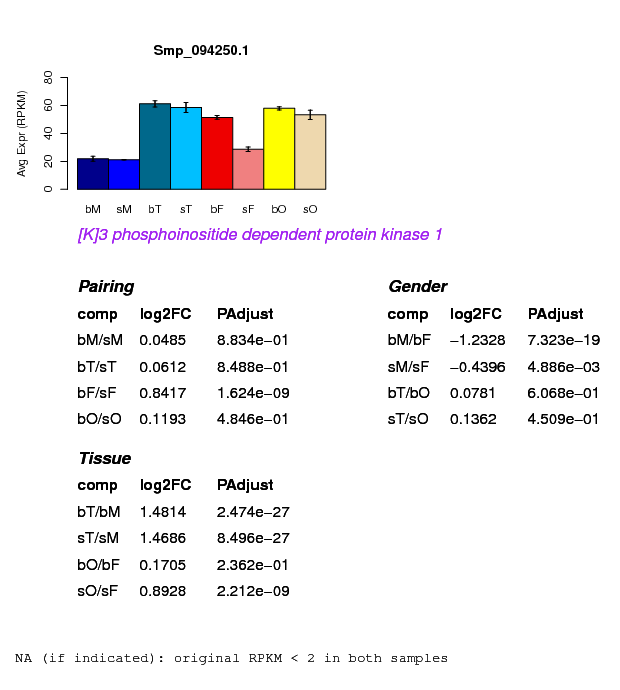 Smp_094250.1
Avg Expr (RPKM)
80
60
40
20
0
bM sM bT sT bF sF bO sO
[K]3 phosphoinositide dependent protein kinase 1
Pairing
comp log2FC PAdjust
bM/sM 0.0485 8.834e−01
bT/sT 0.0612 8.488e−01
bF/sF 0.8417 1.624e−09
bO/sO 0.1193 4.846e−01
Gender
comp log2FC PAdjust
bM/bF −1.2328 7.323e−19
sM/sF −0.4396 4.886e−03
bT/bO 0.0781 6.068e−01
sT/sO 0.1362 4.509e−01
Tissue
comp log2FC PAdjust
bT/bM 1.4814 2.474e−27
sT/sM 1.4686 8.496e−27
bO/bF 0.1705 2.362e−01
sO/sF 0.8928 2.212e−09
NA (if indicated): original RPKM < 2 in both samples